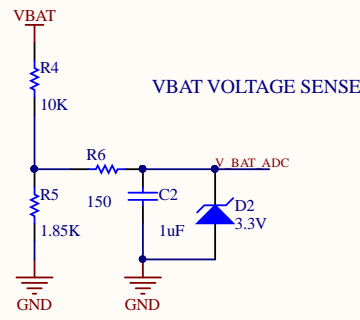 VBAT
R4
10K
VBAT VOLTAGE SENSE
R6
150
V_BAT_ADC
R5
1.85K
C2
1uF
D2
3.3V
GND
GND